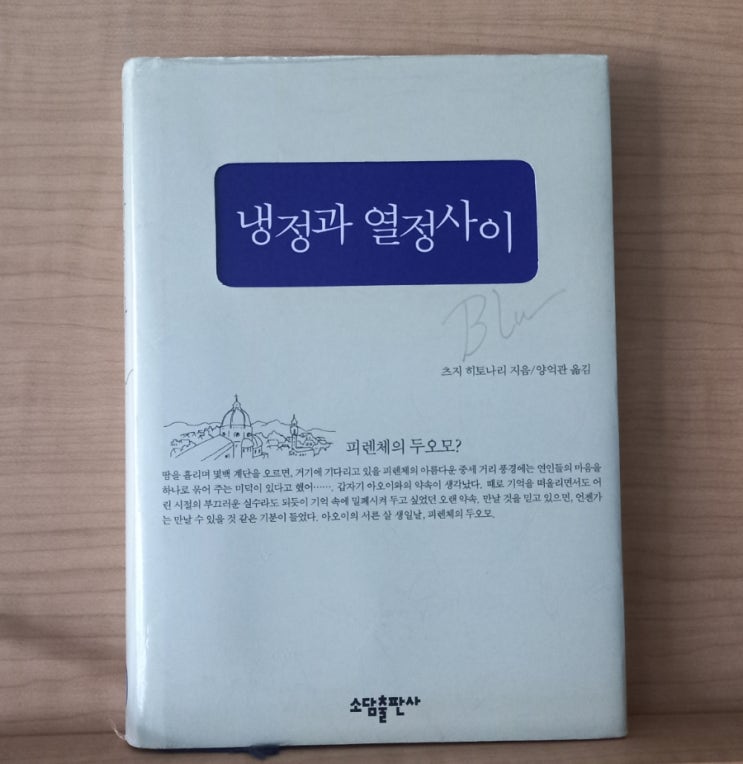 냉정과 열정사이
Blu
츠지 히토나리 지음/양억관 옮김
피렌체의 두오모?
땀을 흘리며 몇백 계단을 오르면, 거기에 기다리고 있을 피렌체의 아름다운 중세 거리 풍경에는 연인들의 마음을
하나로 묶어 주는 미덕이 있다고 했어……. 갑자기 아오이와의 약속이 생각났다. 때로 기억을 떠올리면서도 어
린 시절의 부끄러운 실수라도 되듯이 기억 속에 밀폐시켜 두고 싶었던 오랜 약속. 만날 것을 믿고 있으면, 언젠가
는 만날 수 있을 것 같은 기분이 들었다. 아오이의 서른 살 생일날, 피렌체의 두오모.
소담출판사